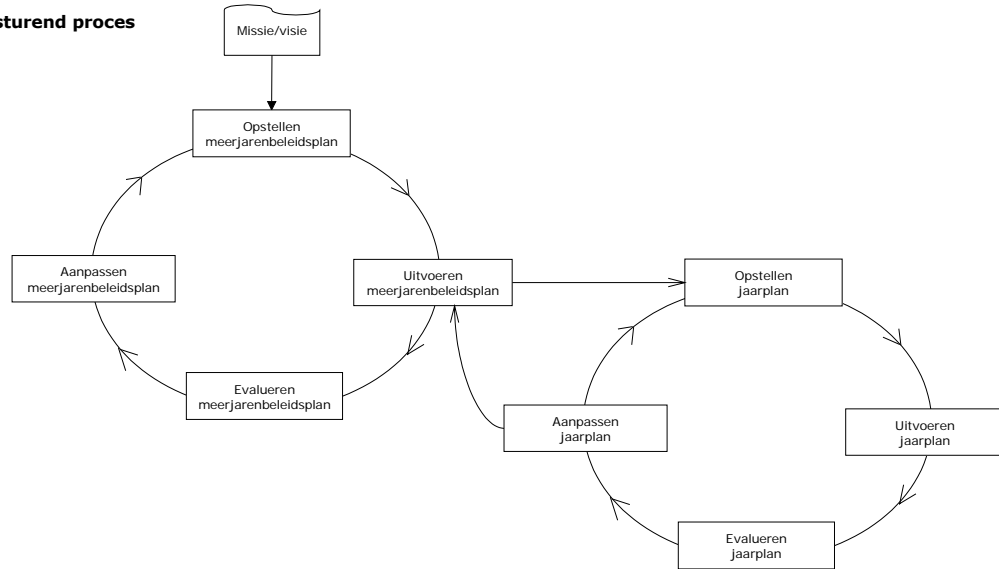 sturend proces
Missie/visie
Opstellen
meerjarenbeleidsplan
Aanpassen
meerjarenbeleidsplan
Uitvoeren
meerjarenbeleidsplan
Evalueren
meerjarenbeleidsplan
Opstellen
jaarplan
Aanpassen
jaarplan
Uitvoeren
jaarplan
Evalueren
jaarplan